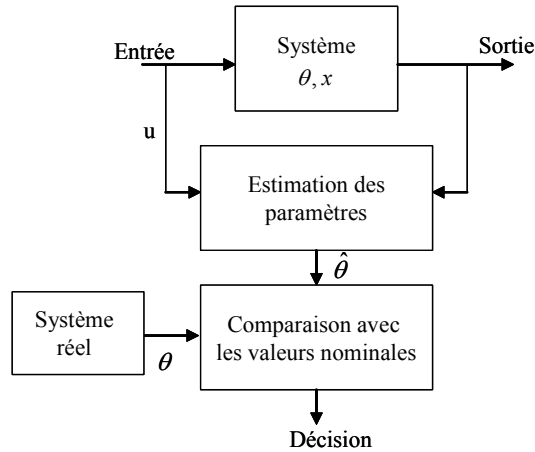 Entrée
Système
θ, x
Sortie
u
Estimation des
paramètres
θ̂
Système
réel
θ
Comparaison avec
les valeurs nominales
Décision